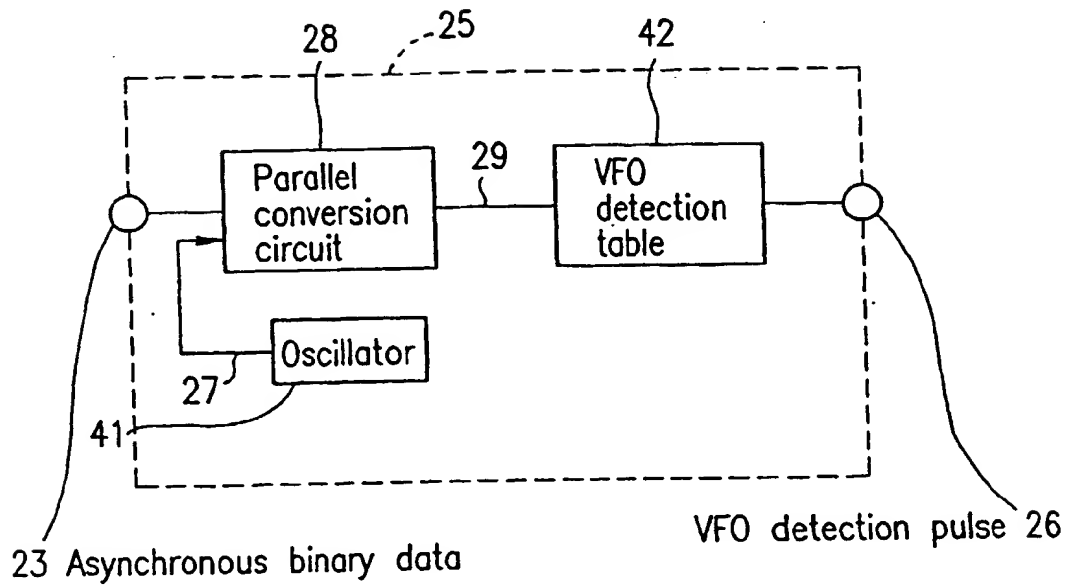 25
28
42
Parallel
conversion
circuit
29
VFO
detection
table
Oscillator
27
41
VFO detection pulse 26
23 Asynchronous binary data